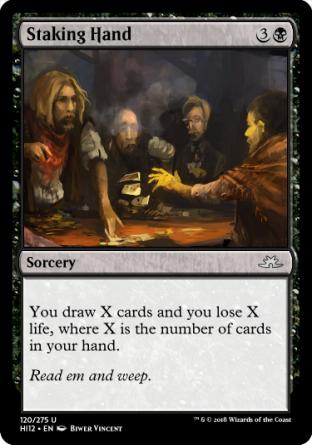 Staking Hand 3
Sorcery
You draw X cards and you lose X
life, where X is the number of cards
in your hand.
Read em and weep.
120/275 U
HI12 • EN BIWER VINCENT
™ & © 2018 Wizards of the Coast